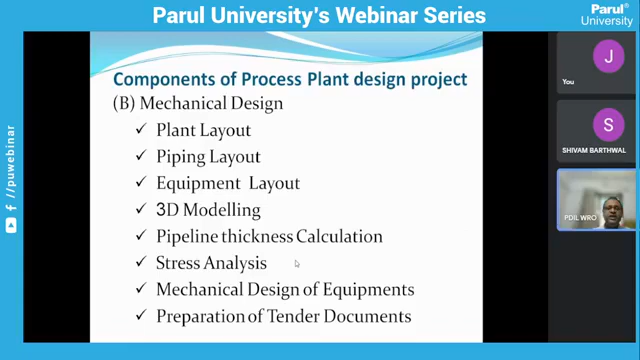 Parul University's Webinar Series
Parul®
University
Components of Process Plant design project
(B) Mechanical Design
✓ Plant Layout
✓ Piping Layout
✓ Equipment Layout
✓ 3D Modelling
✓ Pipeline thickness Calculation
✓ Stress Analysis
✓ Mechanical Design of Equipments
✓ Preparation of Tender Documents
J
You
S
SHIVAM BARTHWAL
PDIL WRO
/puwebinar